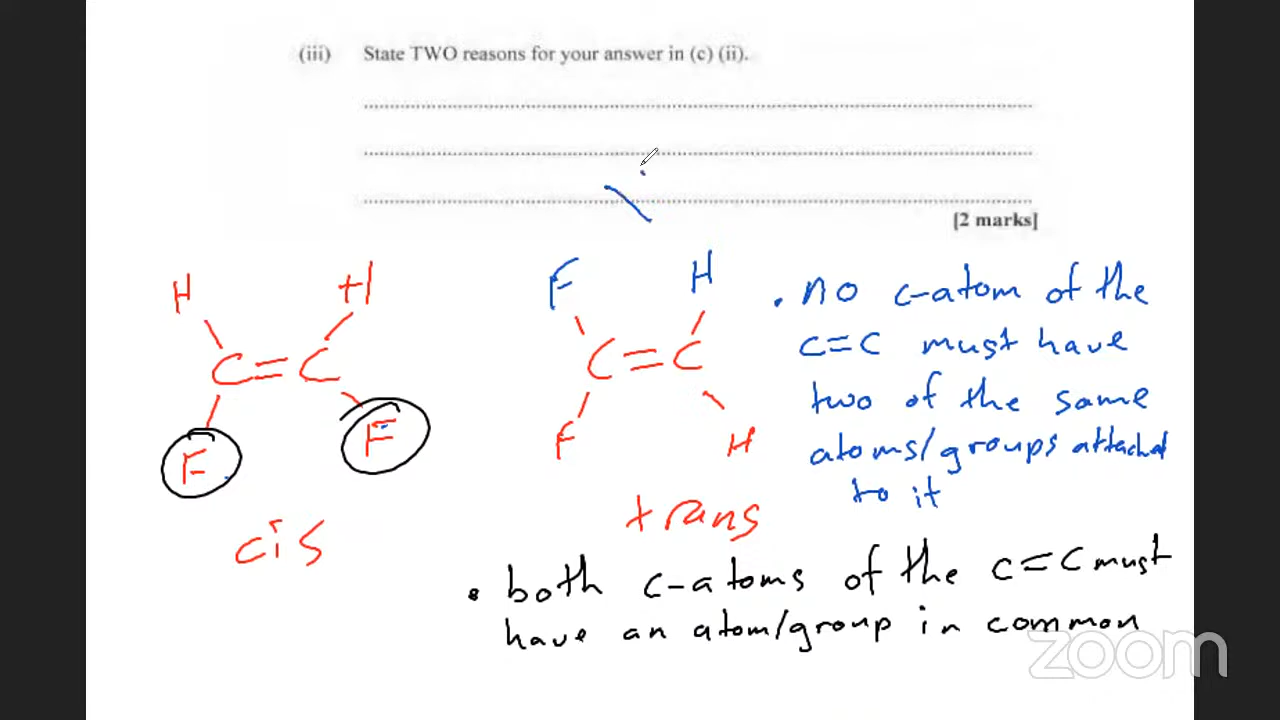 (iii) State TWO reasons for your answer in (c) (ii).
[2 marks]
H H
C=C
F F
cis
F H
C=C
F H
trans
. no c-atom of the
c=c must have
two of the same
atoms/groups attached
to it
• both c-atoms of the c=c must
have an atom/group in common
zoom